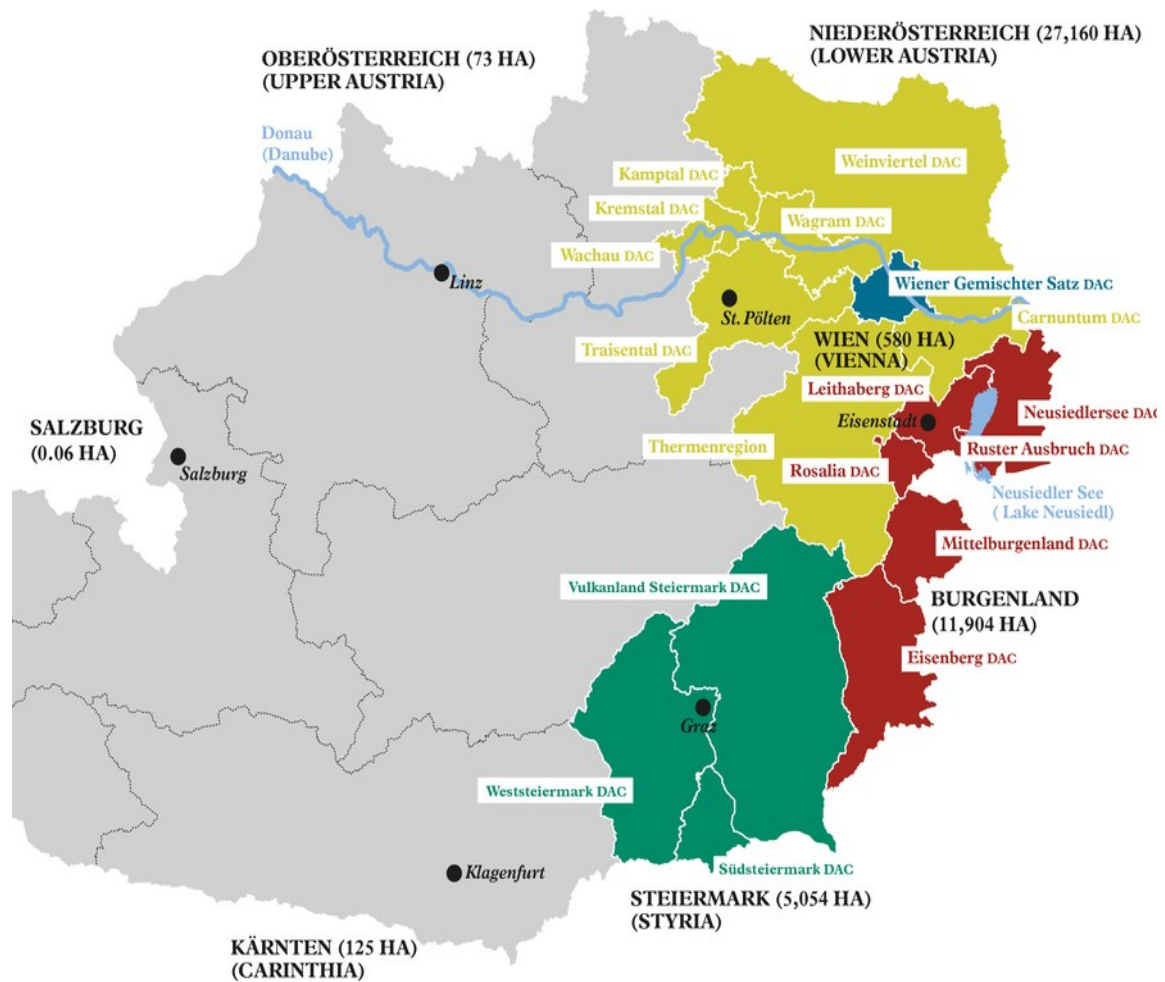 NIEDERÖSTERREICH (27,160 HA)
(LOWER AUSTRIA)
OBERÖSTERREICH (73 HA)
(UPPER AUSTRIA)
Donau
(Danube)
Weinviertel DAC
Kamptal DAC
Kremstal DAC
Wagram DAC
Wachau DAC
Linz
Wiener Gemischter Satz DAC
St. Pölten
Carnuntum DAC
WIEN (580 HA)
(VIENNA)
Traisental DAC
Leithaberg DAC
Neusiedlersee DAC
Eisenstadt
SALZBURG
(0.06 HA)
Salzburg
Thermenregion
Ruster Ausbruch DAC
Rosalia DAC
Neusiedler See
( Lake Neusiedl)
Mittelburgenland DAC
Vulkanland Steiermark DAC
BURGENLAND
(11,904 HA)
Eisenberg DAC
Graz
Weststeiermark DAC
Südsteiermark DAC
Klagenfurt
STEIERMARK (5,054 HA)
(STYRIA)
KÄRNTEN (125 HA)
(CARINTHIA)